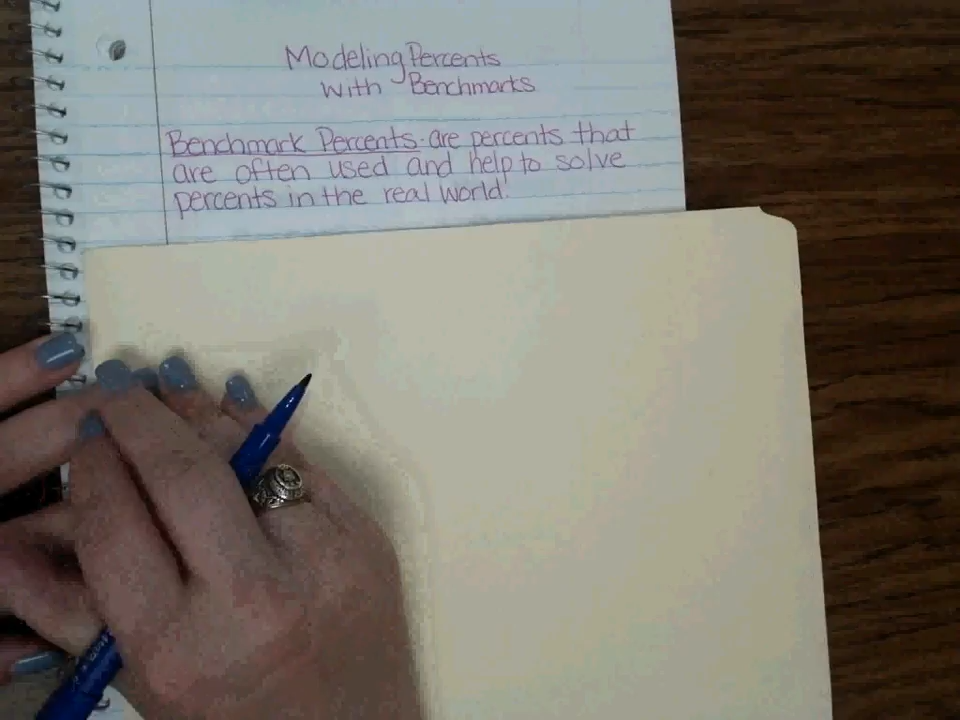 Modeling Percents
with Benchmarks
Benchmark Percents - are percents that
are often used and help to solve
percents in the real world!